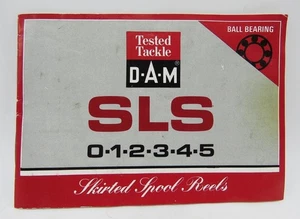 Tested
Tackle
D·A·M
BALL BEARING
SLS
0·1·2·3·4·5
Skirted Spool Reels